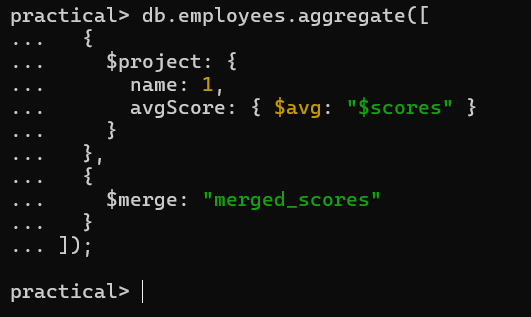 practical> db.employees.aggregate([
...   {
...     $project: {
...       name: 1,
...       avgScore: { $avg: "$scores" }
...     }
...   },
...   {
...     $merge: "merged_scores"
...   }
... ]);
practical>